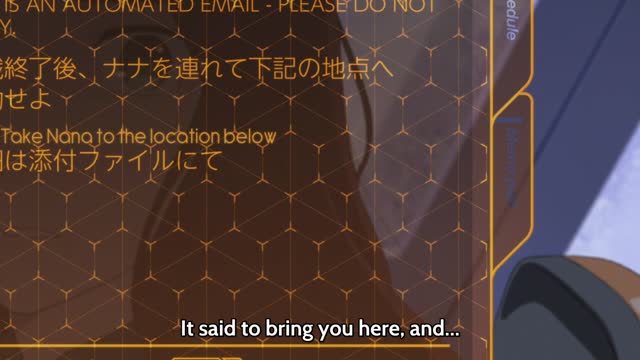 IS AN AUTOMATED EMAIL - PLEASE DO NOT
Y.
終了後、ナナを連れて下記の地点へ
せよ
Take Nana to the location below
は添付ファイルにて
edule
It said to bring you here, and...